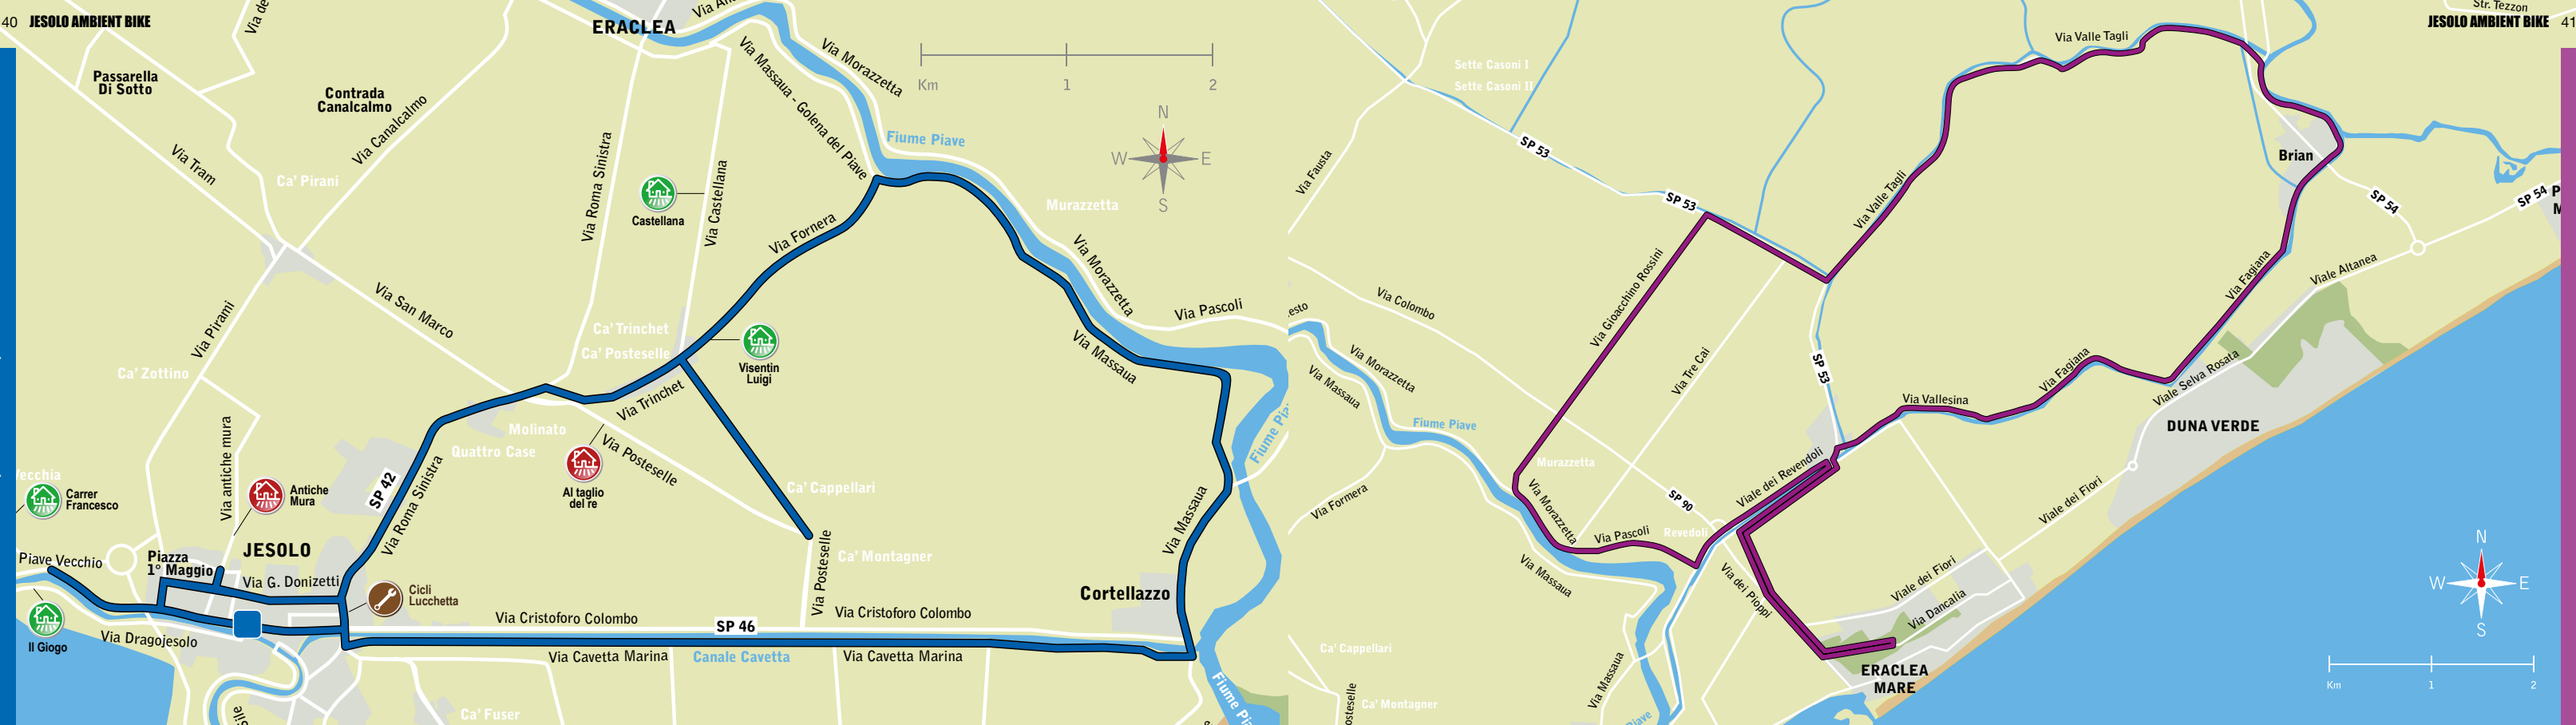 40 JESOLO AMBIENT BIKE
ERACLEA
Passarella
Di Sotto
Contrada
Canalcalmo
Via Canalcalmo
Via Tram
Ca' Pirani
Via Roma Sinistra
Castellana
Via Castellana
Via Massaua - Golena del Piave
Via Morazzetta
Fiume Piave
Km 1 2
N
W E
S
Murazzetta
Via Fornera
Via Morazzetta
Via Pascoli
Via San Marco
Via Pirami
Ca' Zottino
Ca' Trinchet
Ca' Posteselle
Visentin
Luigi
Via Massaua
Via Trinchet
Molinato
Quattro Case
Via Posteselle
Al taglio
del re
Via antiche mura
Antiche
Mura
SP 42
Via Roma Sinistra
Vecchia
Carrer
Francesco
Ca' Cappellari
Via Massaua
Fiume Pia
JESOLO
Piave Vecchio
Piazza
1° Maggio
Via G. Donizetti
Cicli
Lucchetta
Ca' Montagner
Via Posteselle
Cortellazzo
Via Cristoforo Colombo
Via Cristoforo Colombo
SP 46
Il Giogo
Via Dragojesolo
Via Cavetta Marina
Canale Cavetta
Via Cavetta Marina
Ca' Fuser
Fiume Pia
JESOLO AMBIENT BIKE 41
Str. Tezzon
Via Valle Tagli
Sette Casoni I
Sette Casoni II
SP 53
Via Fausta
SP 53
Via Valle Tagli
Brian
SP 54
SP 54
Via Gioacchino Rossini
Via Colombo
Via Fagiana
Viale Altanea
Via Morazzetta
Via Massaua
Via Tre Cai
SP 53
Via Fagiana
Viale Selva Rosata
Via Vallesina
Fiume Piave
DUNA VERDE
Murazzetta
Viale dei Revendoli
Via Formera
Via Morazzetta
SP 90
Via Pascoli
Revedoli
Viale dei Fiori
Via Massaua
Via dei Pioppi
Viale dei Fiori
Via Dancalia
N
W E
S
Ca' Cappellari
Via Massaua
ERACLEA
MARE
Km 1 2
Ca' Montagner